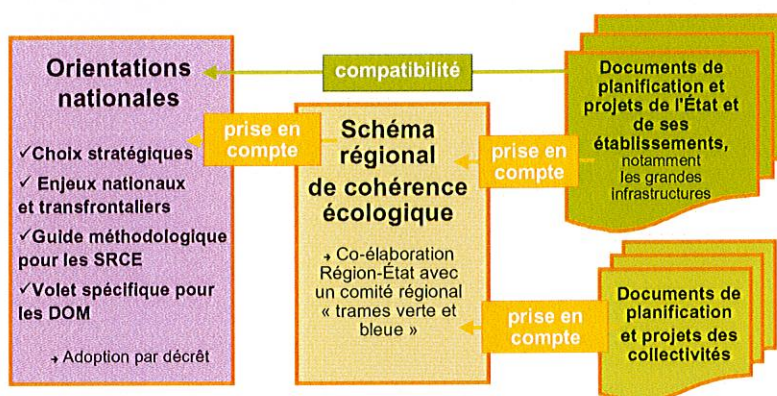 Orientations
nationales
✓Choix stratégiques
✓ Enjeux nationaux
et transfrontaliers
✓Guide méthodologique
pour les SRCE
✓Volet spécifique pour
les DOM
→ Adoption par décrêt
compatibilité
prise en
compte
Schéma
régional
de cohérence
écologique
→ Co-élaboration
Région-État avec
un comité régional
« trames verte et
bleue »
prise en
compte
Documents de
planification et
projets de l'État et
de ses
établissements,
notamment
les grandes
infrastructures
prise en
compte
Documents de
planification
et projets des
collectivités